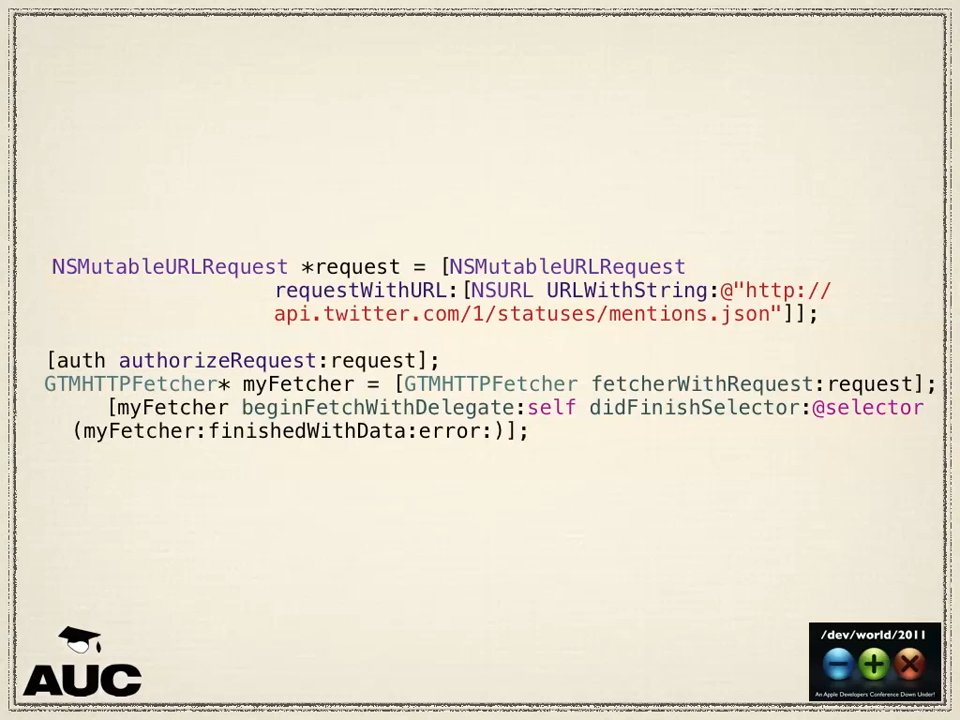 NSMutableURLRequest *request = [NSMutableURLRequest
requestWithURL:[NSURL URLWithString:@"http://
api.twitter.com/1/statuses/mentions.json"]];
[auth authorizeRequest:request];
GTMHTTPFetcher* myFetcher = [GTMHTTPFetcher fetcherWithRequest:request];
[myFetcher beginFetchWithDelegate:self didFinishSelector:@selector
(myFetcher:finishedWithData:error:)];
AUC
/dev/world/2011
An Apple Developers Conference Down Under!